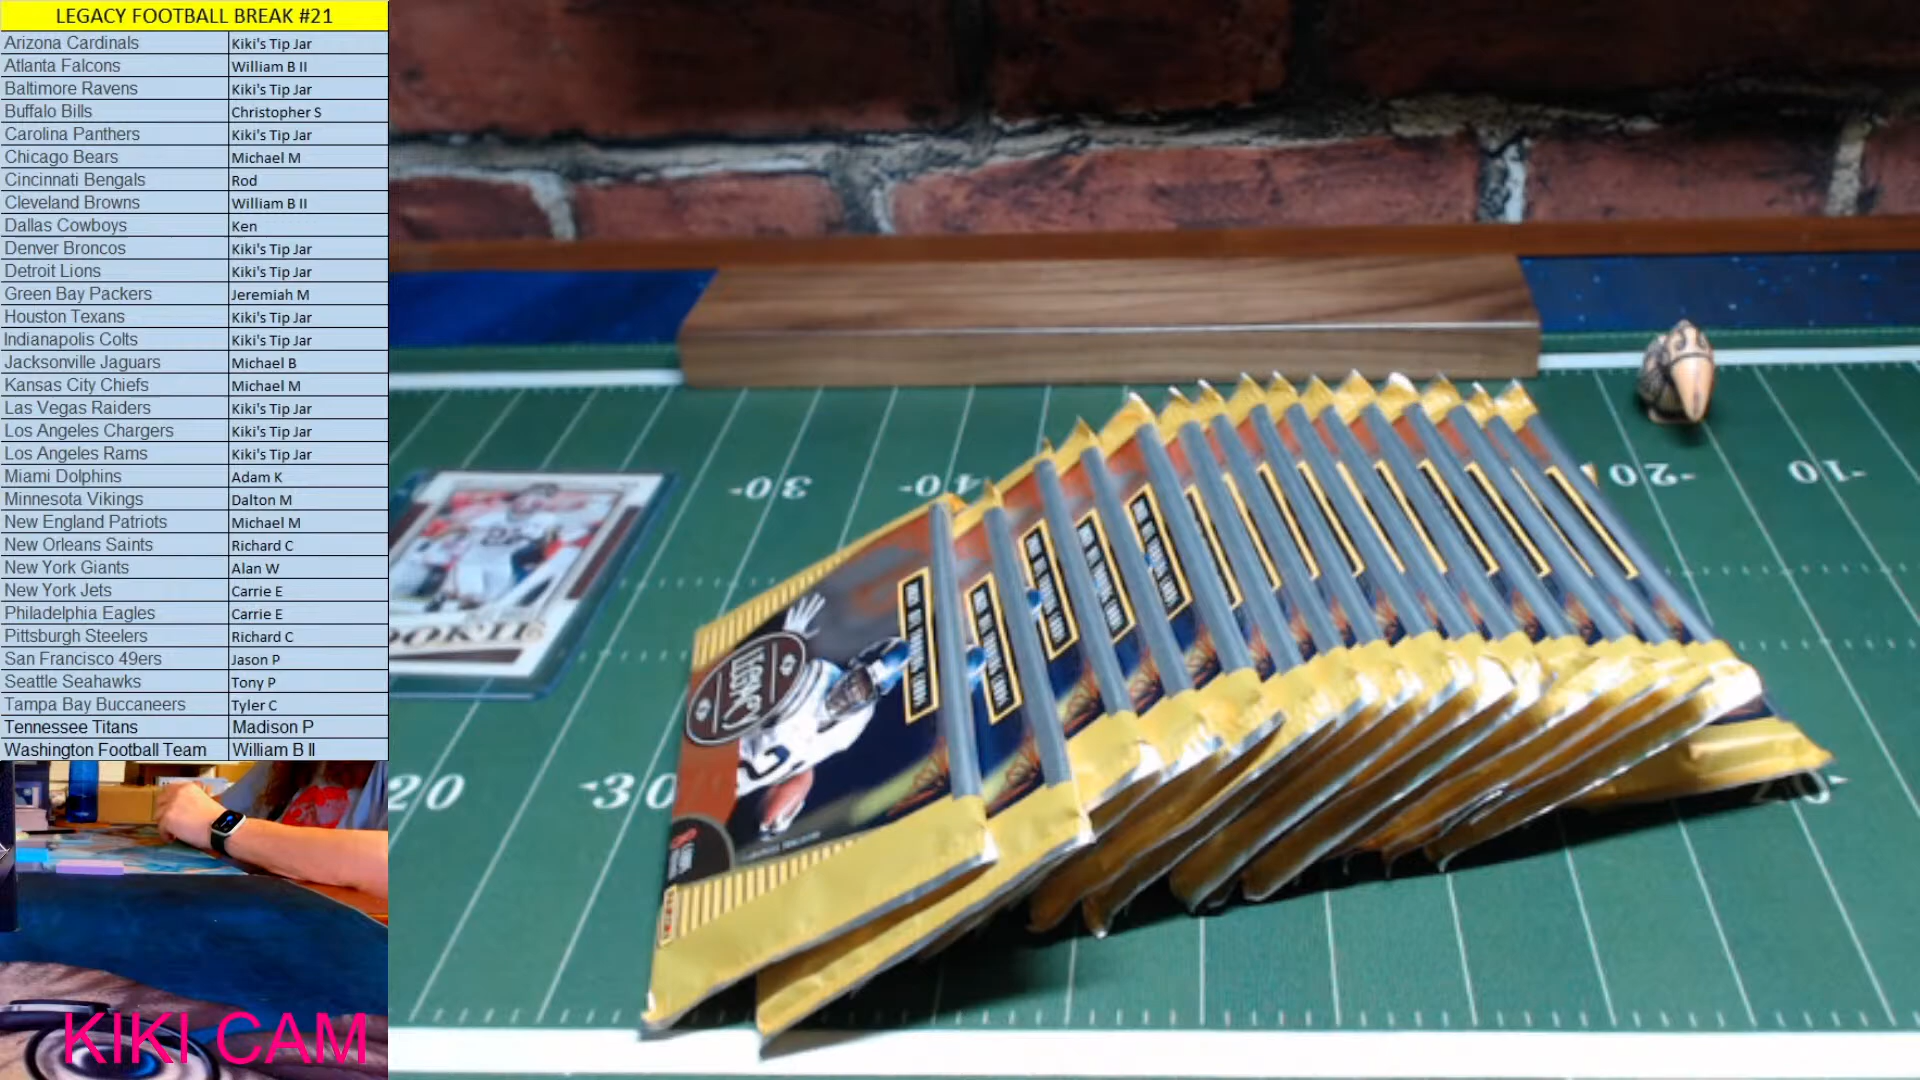 LEGACY FOOTBALL BREAK #21
Arizona Cardinals Kiki's Tip Jar
Atlanta Falcons William B II
Baltimore Ravens Kiki's Tip Jar
Buffalo Bills Christopher S
Carolina Panthers Kiki's Tip Jar
Chicago Bears Michael M
Cincinnati Bengals Rod
Cleveland Browns William B II
Dallas Cowboys Ken
Denver Broncos Kiki's Tip Jar
Detroit Lions Kiki's Tip Jar
Green Bay Packers Jeremiah M
Houston Texans Kiki's Tip Jar
Indianapolis Colts Kiki's Tip Jar
Jacksonville Jaguars Michael B
Kansas City Chiefs Michael M
Las Vegas Raiders Kiki's Tip Jar
Los Angeles Chargers Kiki's Tip Jar
Los Angeles Rams Kiki's Tip Jar
Miami Dolphins Adam K
Minnesota Vikings Dalton M
New England Patriots Michael M
New Orleans Saints Richard C
New York Giants Alan W
New York Jets Carrie E
Philadelphia Eagles Carrie E
Pittsburgh Steelers Richard C
San Francisco 49ers Jason P
Seattle Seahawks Tony P
Tampa Bay Buccaneers Tyler C
Tennessee Titans Madison P
Washington Football Team William B II
KIKI CAM
30
40
20
10
LEGACY
20
30